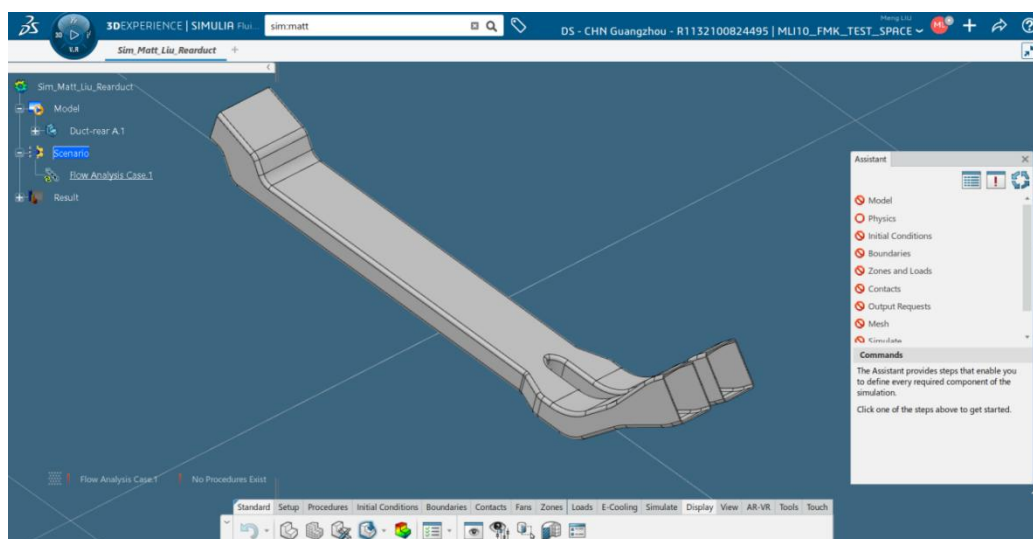 3DEXPERIENCE | SIMULIA Flui...
sim:matt
Meng LIU
DS - CHN Guangzhou - R1132100824495 | MLI10_FMK_TEST_SPACE
V.R
Sim_Matt_Liu_Rearduct
Sim_Matt_Liu_Rearduct
Model
Duct-rear A.1
Scenario
Flow Analysis Case.1
Result
Assistant
Model
Physics
Initial Conditions
Boundaries
Zones and Loads
Contacts
Output Requests
Mesh
Simulate
Commands
The Assistant provides steps that enable you
to define every required component of the
simulation.
Click one of the steps above to get started.
Flow Analysis Case.1 No Procedures Exist
Standard Setup Procedures Initial Conditions Boundaries Contacts Fans Zones Loads E-Cooling Simulate Display View AR-VR Tools Touch